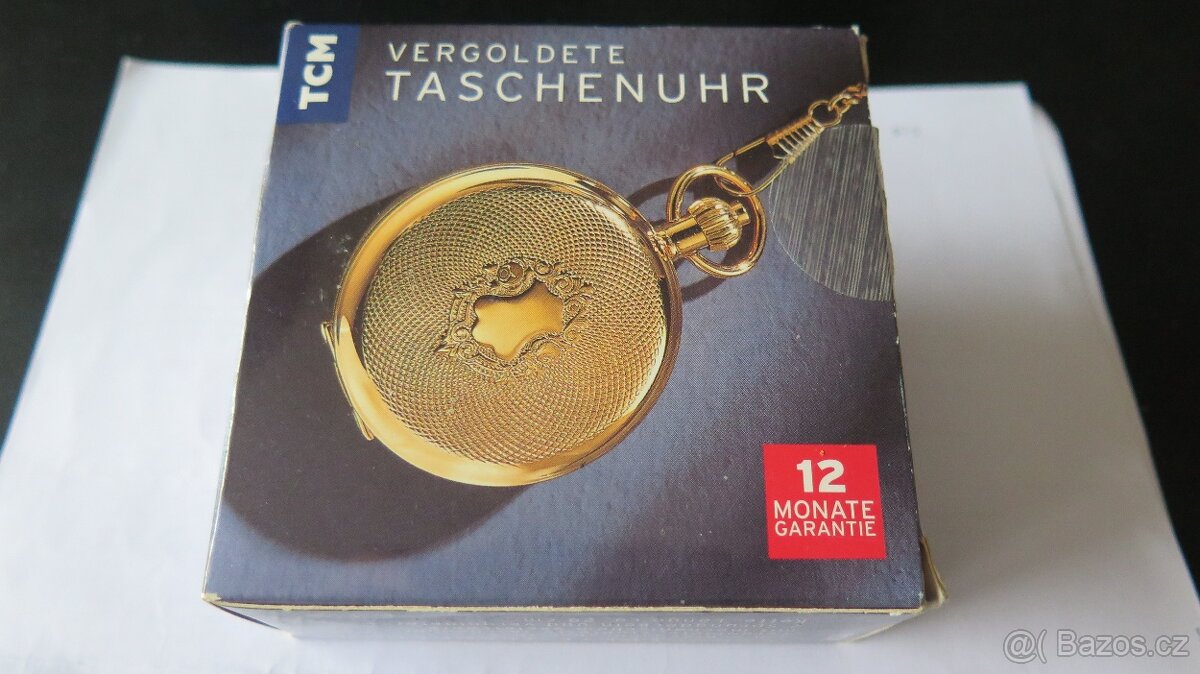 TCM
VERGOLDETE
TASCHENUHR
12
MONATE
GARANTIE
@( Bazos.cz